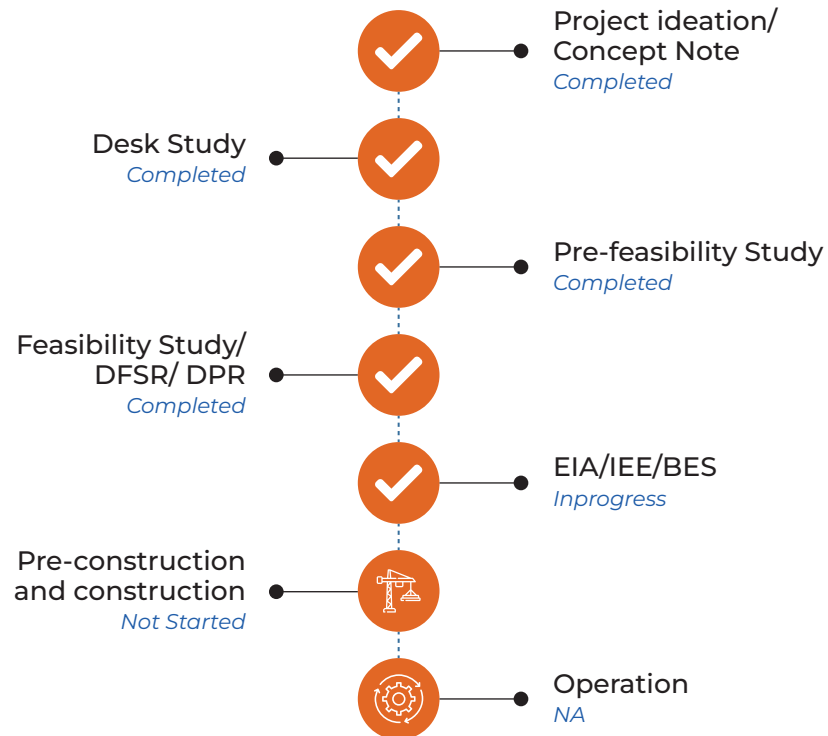 Project ideation/
Concept Note
Completed
Desk Study
Completed
Pre-feasibility Study
Completed
Feasibility Study/
DFSR/ DPR
Completed
EIA/IEE/BES
Inprogress
Pre-construction
and construction
Not Started
Operation
NA